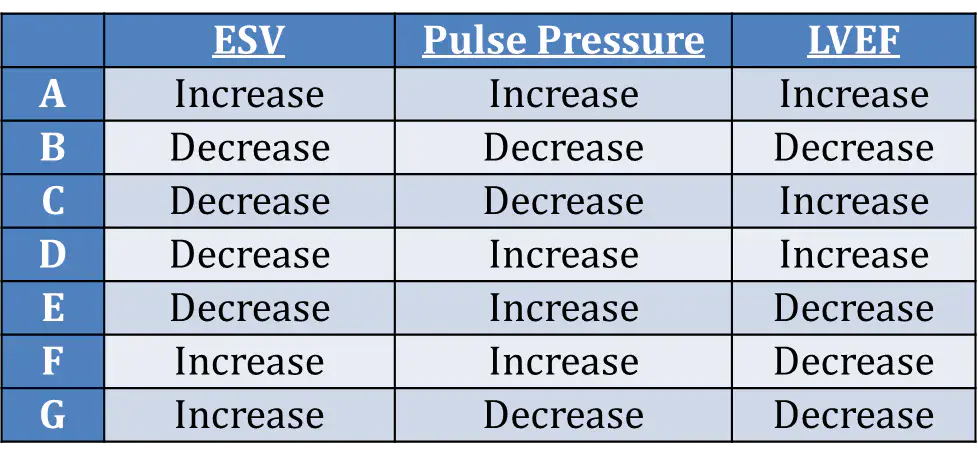 ESV Pulse Pressure LVEF
A Increase Increase Increase
B Decrease Decrease Decrease
C Decrease Decrease Increase
D Decrease Increase Increase
E Decrease Increase Decrease
F Increase Increase Decrease
G Increase Decrease Decrease